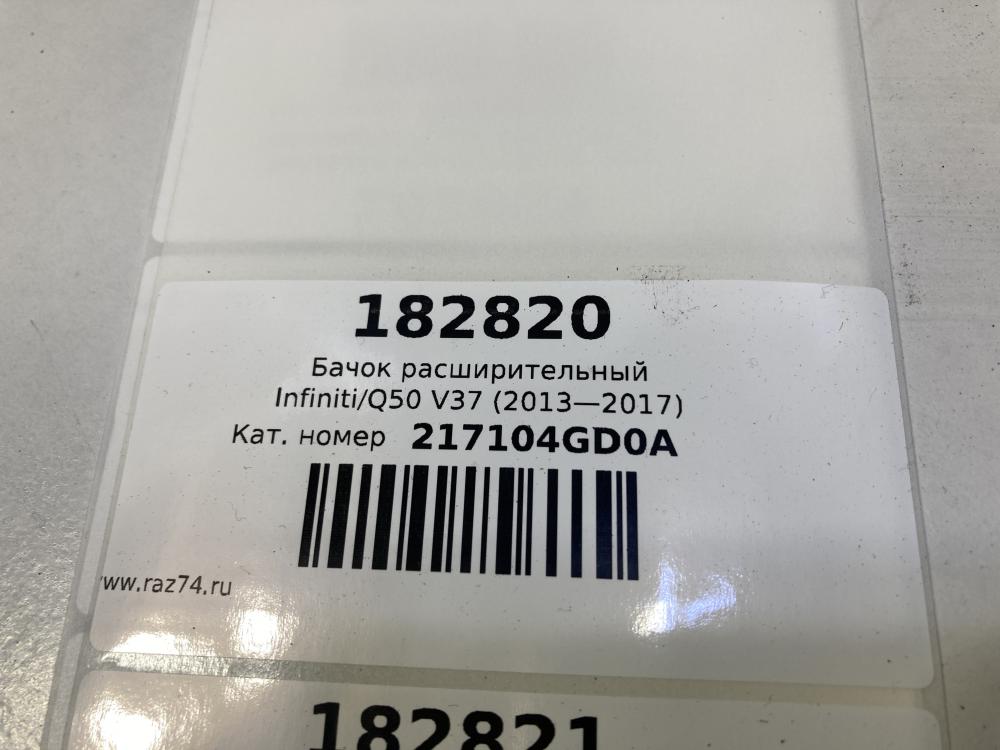 182820
Бачок расширительный
Infiniti/Q50 V37 (2013—2017)
Кат. номер 217104GD0A
www.raz74.ru
182821